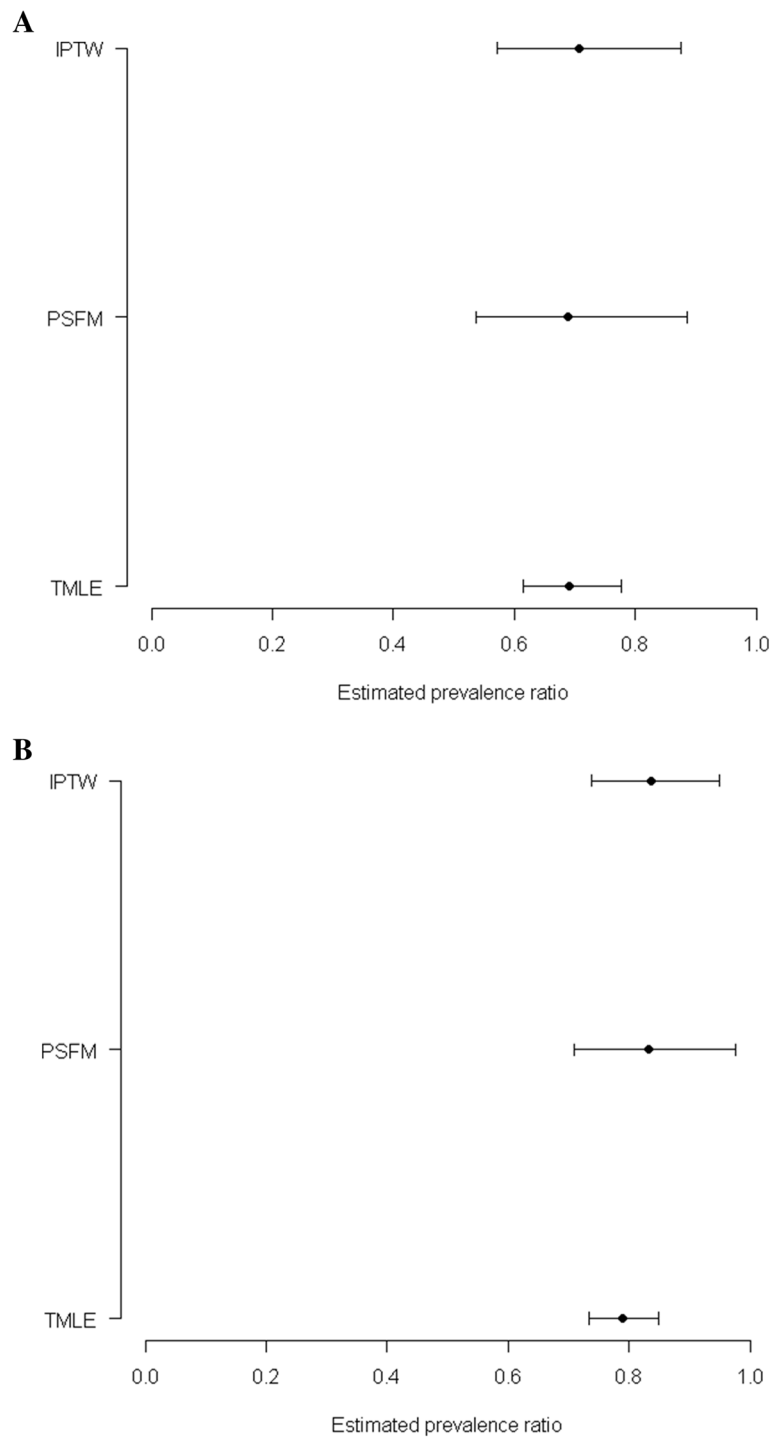 A
IPTW
PSFM
TMLE
0.0 0.2 0.4 0.6 0.8 1.0
Estimated prevalence ratio
B
IPTW
PSFM
TMLE
0.0 0.2 0.4 0.6 0.8 1.0
Estimated prevalence ratio